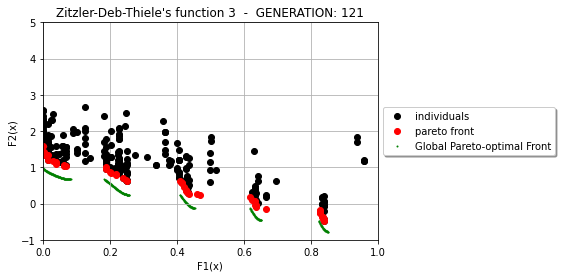 Zitzler-Deb-Thiele's function 3 - GENERATION: 121
5
4
3
2
1
0
-1
F2(x)
0.0 0.2 0.4 0.6 0.8 1.0
F1(x)
individuals
pareto front
Global Pareto-optimal Front